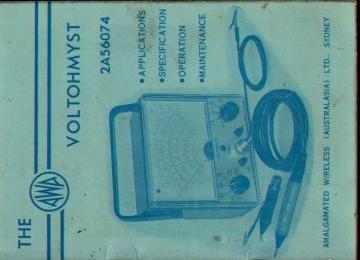 THE AWA
VOLTOHMYST
2A56074
• APPLICATIONS
• SPECIFICATION
• OPERATION
• MAINTENANCE
AMALGAMATED WIRELESS (AUSTRALASIA) LTD., SYDNEY